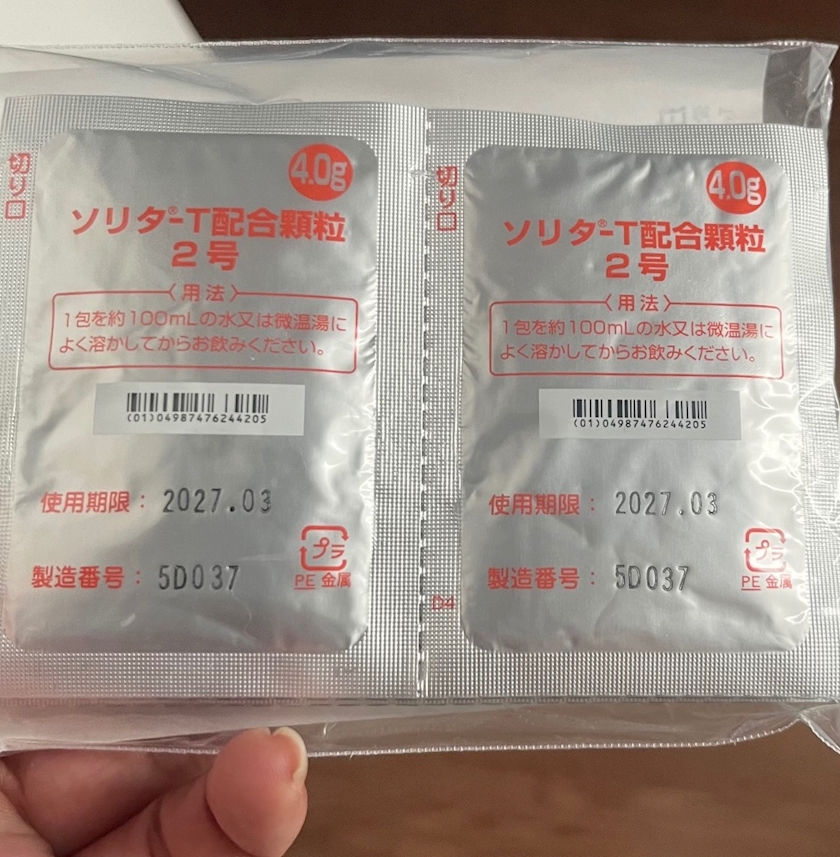 切り口
4.0g
ソリタ®-T配合顆粒
2号
〈用法〉
1包を約100mLの水又は微温湯に
よく溶かしてからお飲みください。
(01)04987476244205
使用期限：2027.03
製造番号：5D037
プラ
PE 金属
切り口
4.0g
ソリタ®-T配合顆粒
2号
〈用法〉
1包を約100mLの水又は微温湯に
よく溶かしてからお飲みください。
(01)04987476244205
使用期限：2027.03
製造番号：5D037
プラ
PE 金属
D4